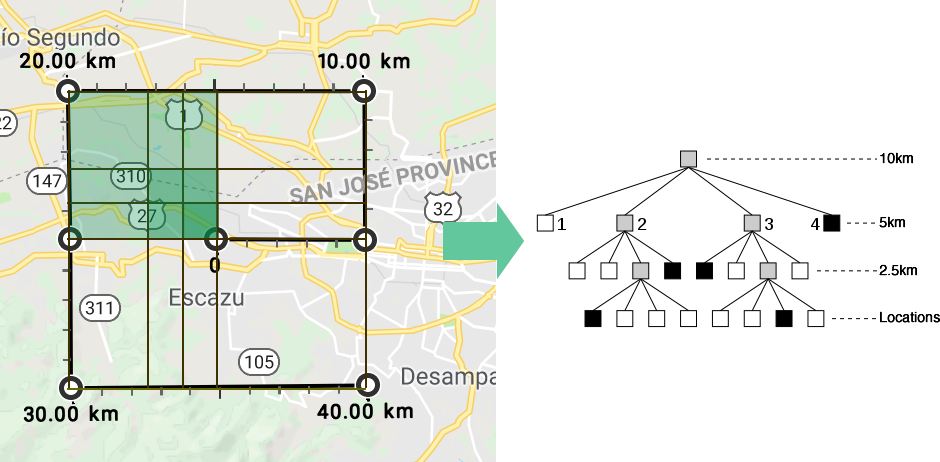 ío Segundo
20.00 km
10.00 km
22
1
147
310
SAN JOSÉ PROVINCE
27
32
0
Escazu
311
105
Desampa
30.00 km
40.00 km
10km
1
2
3
4
5km
2.5km
Locations